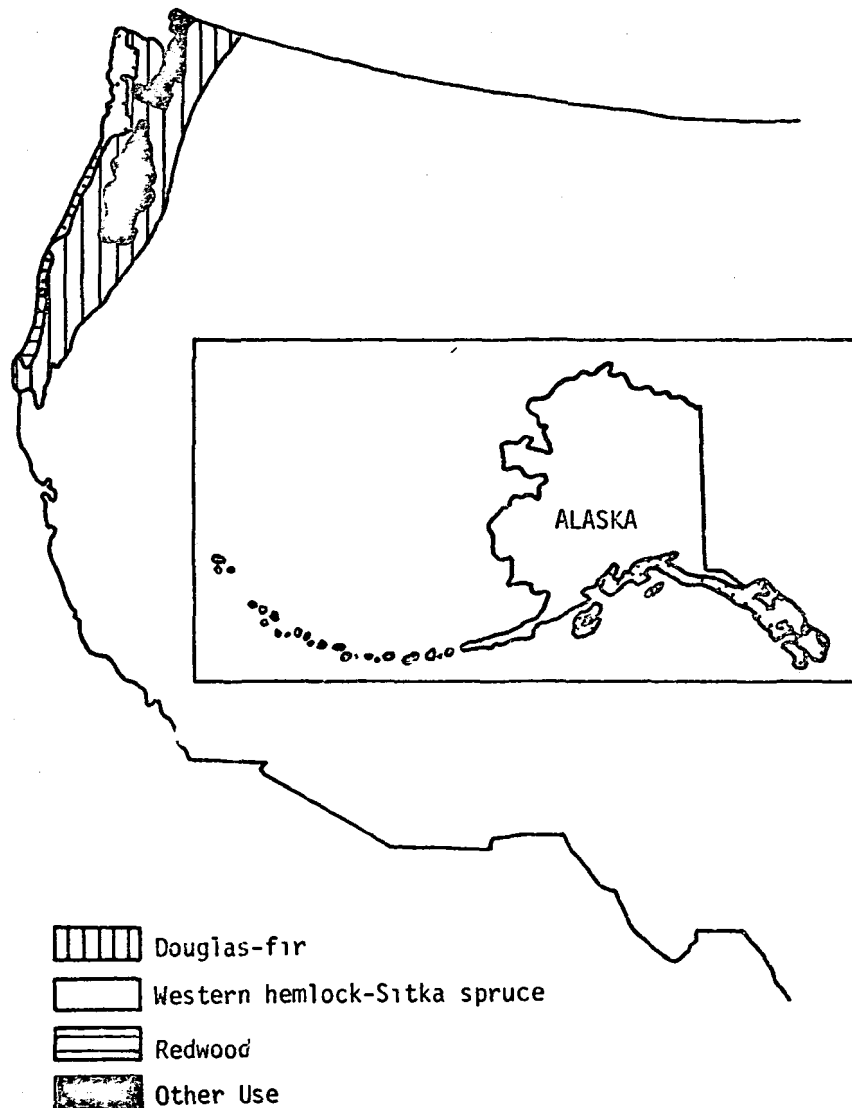 ALASKA
Douglas-fır
Western hemlock-Sıtka spruce
Redwood
Other Use